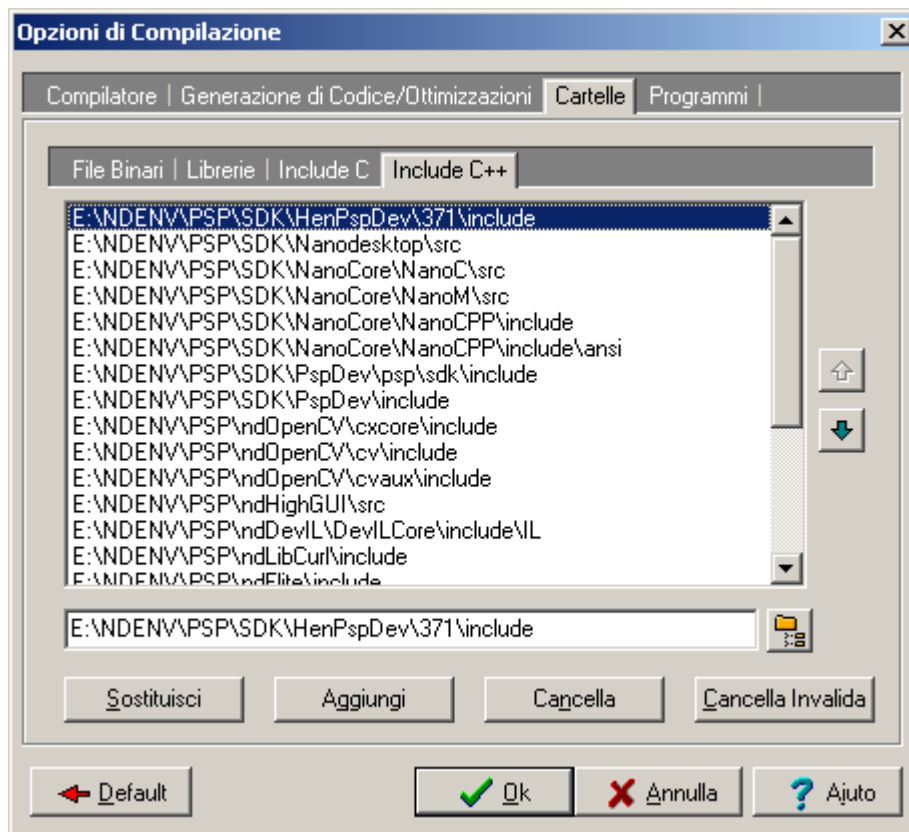 Opzioni di Compilazione
Compilatore | Generazione di Codice/Ottimizzazioni Cartelle Programmi |
File Binari | Librerie | Include C Include C++
E:\NDENV\PSP\SDK\HenPspDev\371\include
E:\NDENV\PSP\SDK\Nanodesktop\src
E:\NDENV\PSP\SDK\NanoCore\NanoC\src
E:\NDENV\PSP\SDK\NanoCore\NanoM\src
E:\NDENV\PSP\SDK\NanoCore\NanoCPP\include
E:\NDENV\PSP\SDK\NanoCore\NanoCPP\include\ansi
E:\NDENV\PSP\SDK\PspDev\psp\sdk\include
E:\NDENV\PSP\SDK\PspDev\include
E:\NDENV\PSP\ndOpenCV\cxcore\include
E:\NDENV\PSP\ndOpenCV\cv\include
E:\NDENV\PSP\ndOpenCV\cvaux\include
E:\NDENV\PSP\ndHighGUI\src
E:\NDENV\PSP\ndDevIL\DevILCore\include\IL
E:\NDENV\PSP\ndLibCurl\include
E:\NDENV\PSP\ndFlite\include
E:\NDENV\PSP\SDK\HenPspDev\371\include
Sostituisci Aggiungi Cancella Cancella Invalida
Default Ok Annulla Aiuto